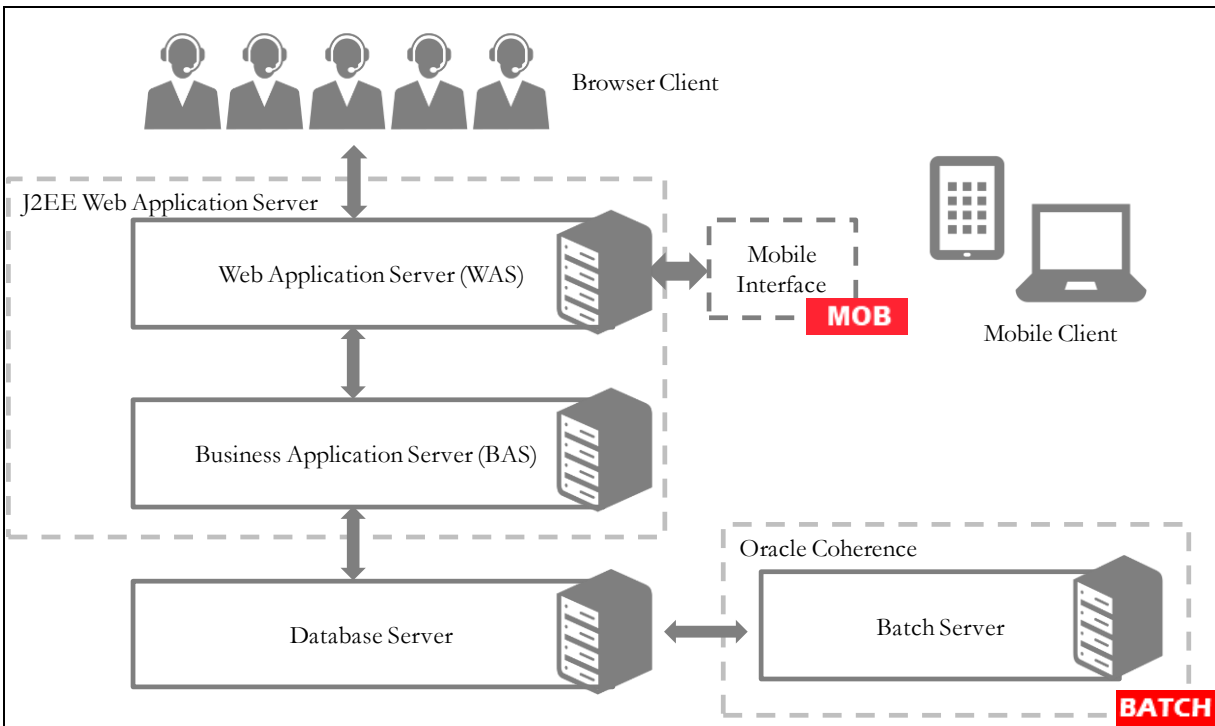 Browser Client
J2EE Web Application Server
Web Application Server (WAS)
Mobile
Interface
MOB
Mobile Client
Business Application Server (BAS)
Oracle Coherence
Database Server
Batch Server
BATCH